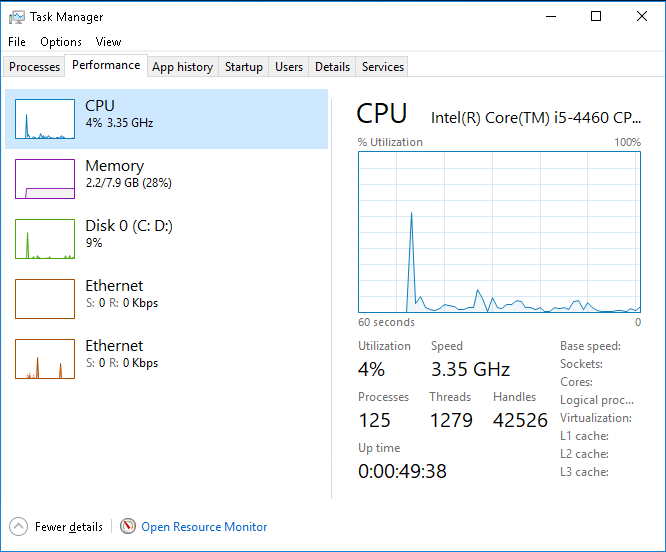 Task Manager
File Options View
Processes Performance App history Startup Users Details Services
CPU
4% 3.35 GHz
Memory
2.2/7.9 GB (28%)
Disk 0 (C: D:)
9%
Ethernet
S: 0 R: 0 Kbps
Ethernet
S: 0 R: 0 Kbps
CPU Intel(R) Core(TM) i5-4460 CP...
% Utilization 100%
60 seconds 0
Utilization Speed
4% 3.35 GHz
Processes Threads Handles
125 1279 42526
Up time
0:00:49:38
Base speed:
Sockets:
Cores:
Logical proc...
Virtualization:
L1 cache:
L2 cache:
L3 cache:
Fewer details Open Resource Monitor